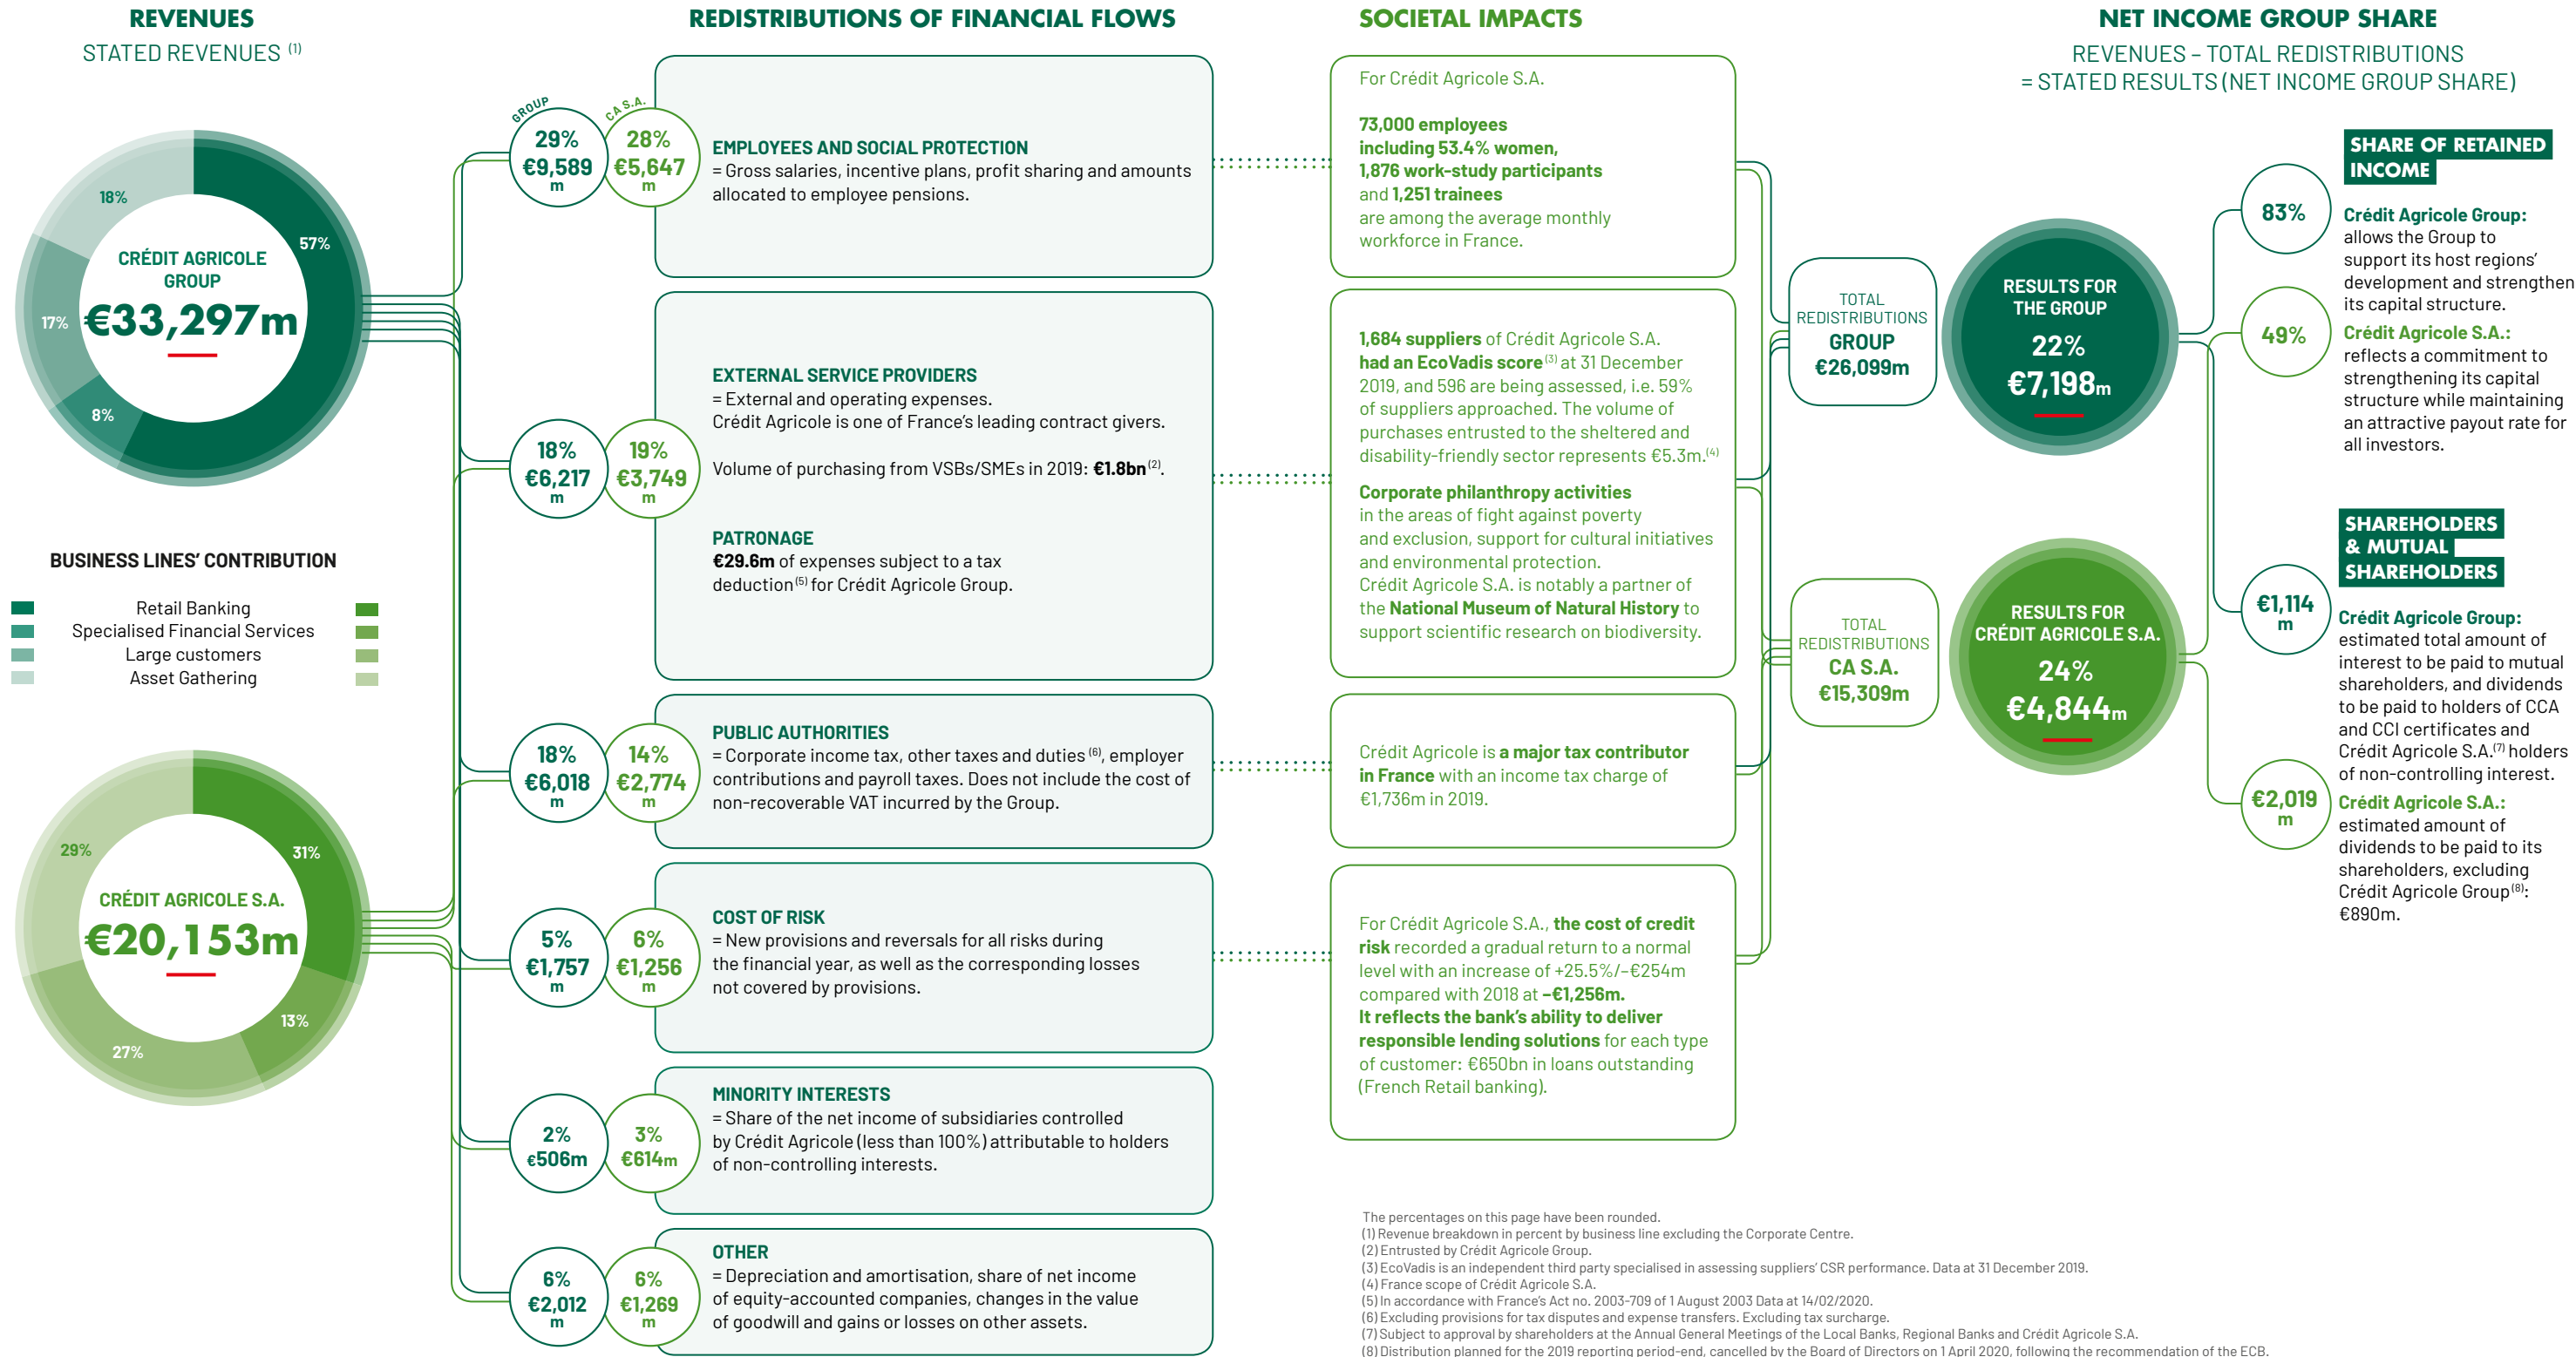 REVENUES
STATED REVENUES (1)
18%
57%
17%
8%
CRÉDIT AGRICOLE
GROUP
€33,297m
BUSINESS LINES’ CONTRIBUTION
Retail Banking
Specialised Financial Services
Large customers
Asset Gathering
29%
31%
27%
13%
CRÉDIT AGRICOLE S.A.
€20,153m
REDISTRIBUTIONS OF FINANCIAL FLOWS
GROUP
CA S.A.
29%
€9,589
m
28%
€5,647
m
EMPLOYEES AND SOCIAL PROTECTION
= Gross salaries, incentive plans, profit sharing and amounts
allocated to employee pensions.
18%
€6,217
m
19%
€3,749
m
EXTERNAL SERVICE PROVIDERS
= External and operating expenses.
Crédit Agricole is one of France’s leading contract givers.
Volume of purchasing from VSBs/SMEs in 2019: €1.8bn(2).
PATRONAGE
€29.6m of expenses subject to a tax
deduction(5) for Crédit Agricole Group.
18%
€6,018
m
14%
€2,774
m
PUBLIC AUTHORITIES
= Corporate income tax, other taxes and duties (6), employer
contributions and payroll taxes. Does not include the cost of
non-recoverable VAT incurred by the Group.
5%
€1,757
m
6%
€1,256
m
COST OF RISK
= New provisions and reversals for all risks during
the financial year, as well as the corresponding losses
not covered by provisions.
2%
€506m
3%
€614m
MINORITY INTERESTS
= Share of the net income of subsidiaries controlled
by Crédit Agricole (less than 100%) attributable to holders
of non-controlling interests.
6%
€2,012
m
6%
€1,269
m
OTHER
= Depreciation and amortisation, share of net income
of equity-accounted companies, changes in the value
of goodwill and gains or losses on other assets.
SOCIETAL IMPACTS
For Crédit Agricole S.A.
73,000 employees
including 53.4% women,
1,876 work-study participants
and 1,251 trainees
are among the average monthly
workforce in France.
1,684 suppliers of Crédit Agricole S.A.
had an EcoVadis score(3) at 31 December
2019, and 596 are being assessed, i.e. 59%
of suppliers approached. The volume of
purchases entrusted to the sheltered and
disability-friendly sector represents €5.3m.(4)
Corporate philanthropy activities
in the areas of fight against poverty
and exclusion, support for cultural initiatives
and environmental protection.
Crédit Agricole S.A. is notably a partner of
the National Museum of Natural History to
support scientific research on biodiversity.
Crédit Agricole is a major tax contributor
in France with an income tax charge of
€1,736m in 2019.
For Crédit Agricole S.A., the cost of credit
risk recorded a gradual return to a normal
level with an increase of +25.5%/–€254m
compared with 2018 at –€1,256m.
It reflects the bank’s ability to deliver
responsible lending solutions for each type
of customer: €650bn in loans outstanding
(French Retail banking).
TOTAL
REDISTRIBUTIONS
GROUP
€26,099m
TOTAL
REDISTRIBUTIONS
CA S.A.
€15,309m
NET INCOME GROUP SHARE
REVENUES – TOTAL REDISTRIBUTIONS
= STATED RESULTS (NET INCOME GROUP SHARE)
RESULTS FOR
THE GROUP
22%
€7,198m
RESULTS FOR
CRÉDIT AGRICOLE S.A.
24%
€4,844m
SHARE OF RETAINED
INCOME
83%
Crédit Agricole Group:
allows the Group to
support its host regions’
development and strengthen
its capital structure.
49%
Crédit Agricole S.A.:
reflects a commitment to
strengthening its capital
structure while maintaining
an attractive payout rate for
all investors.
SHAREHOLDERS
& MUTUAL
SHAREHOLDERS
€1,114
m
Crédit Agricole Group:
estimated total amount of
interest to be paid to mutual
shareholders, and dividends
to be paid to holders of CCA
and CCI certificates and
Crédit Agricole S.A.(7) holders
of non-controlling interest.
€2,019
m
Crédit Agricole S.A.:
estimated amount of
dividends to be paid to its
shareholders, excluding
Crédit Agricole Group(8):
€890m.
The percentages on this page have been rounded.
(1) Revenue breakdown in percent by business line excluding the Corporate Centre.
(2) Entrusted by Crédit Agricole Group.
(3) EcoVadis is an independent third party specialised in assessing suppliers’ CSR performance. Data at 31 December 2019.
(4) France scope of Crédit Agricole S.A.
(5) In accordance with France’s Act no. 2003-709 of 1 August 2003 Data at 14/02/2020.
(6) Excluding provisions for tax disputes and expense transfers. Excluding tax surcharge.
(7) Subject to approval by shareholders at the Annual General Meetings of the Local Banks, Regional Banks and Crédit Agricole S.A.
(8) Distribution planned for the 2019 reporting period-end, cancelled by the Board of Directors on 1 April 2020, following the recommendation of the ECB.